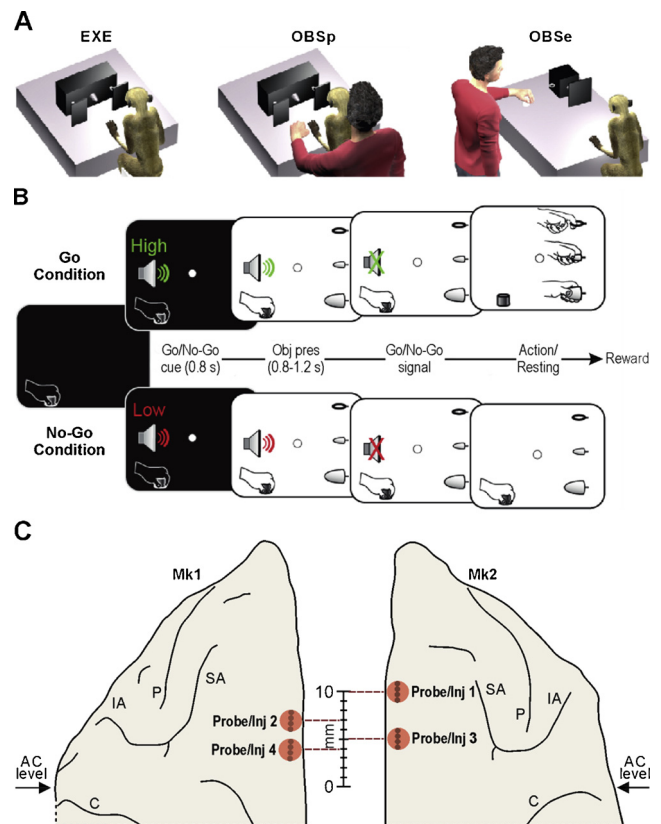 A
EXE
OBSp
OBSe
B
Go
Condition
High
Go/No-Go
cue (0.8 s)
Obj pres
(0.8-1.2 s)
Go/No-Go
signal
Action/
Resting
Reward
Low
No-Go
Condition
C
Mk1
Mk2
IA
P
SA
SA
P
IA
10
Probe/Inj 1
Probe/Inj 2
mm
Probe/Inj 3
Probe/Inj 4
AC
level
0
AC
level
C
C